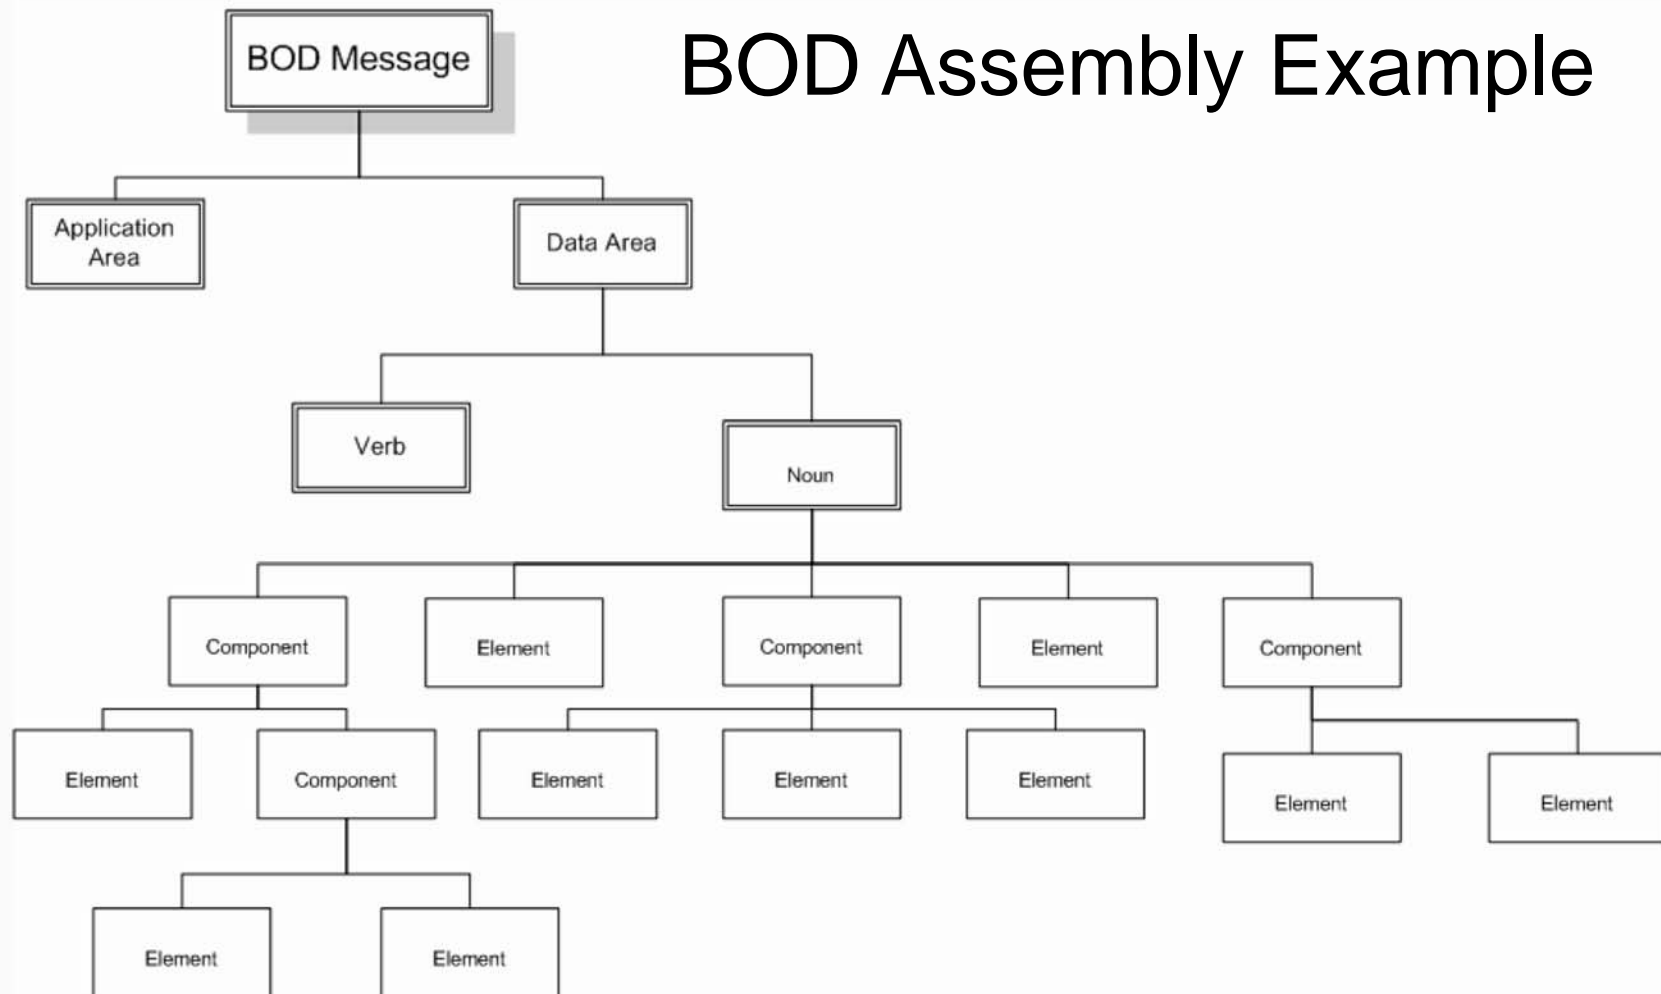 BOD Message
BOD Assembly Example
Application
Area
Data Area
Verb
Noun
Component
Element
Component
Element
Component
Element
Component
Element
Element
Element
Element
Element
Element
Element